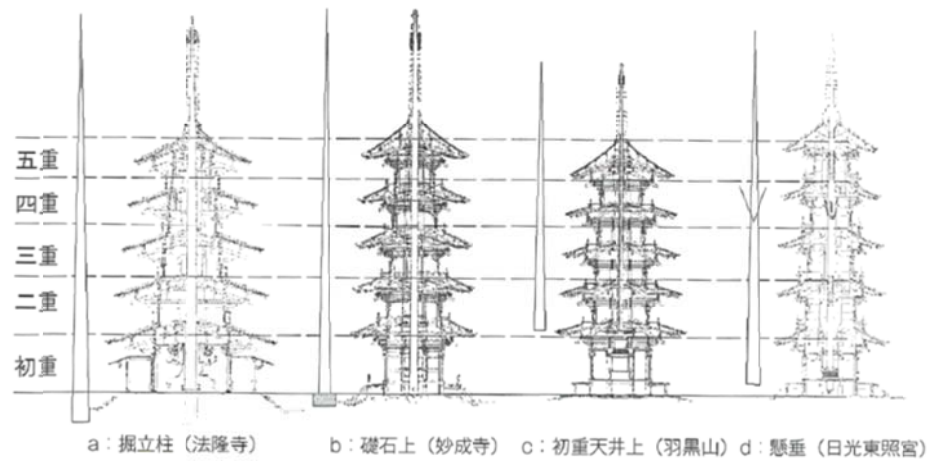 五重
四重
三重
二重
初重
a：掘立柱（法隆寺） b：礎石上（妙成寺） c：初重天井上（羽黒山） d：懸垂（日光東照宮）